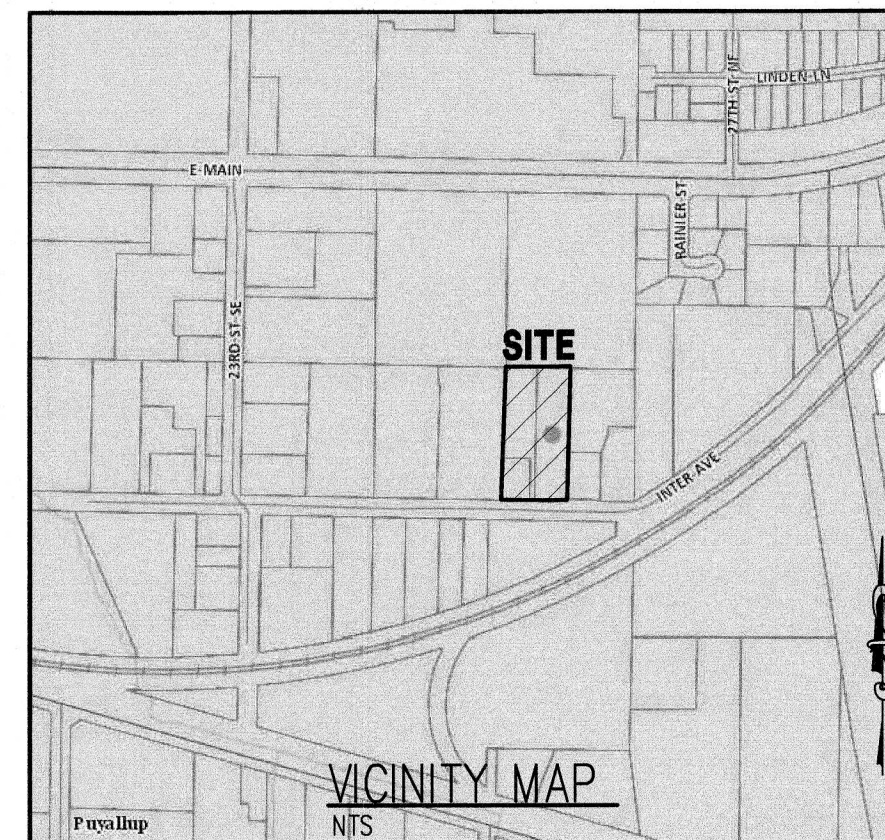 27TH ST NE
LINDEN LN
E MAIN
RAINIER ST
23RD ST SE
SITE
INTER AVE
VICINITY MAP
NTS
Puyallup